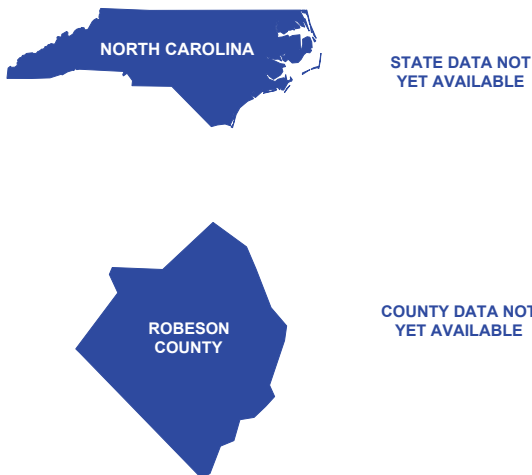 NORTH CAROLINA
STATE DATA NOT
YET AVAILABLE
ROBESON
COUNTY
COUNTY DATA NOT
YET AVAILABLE